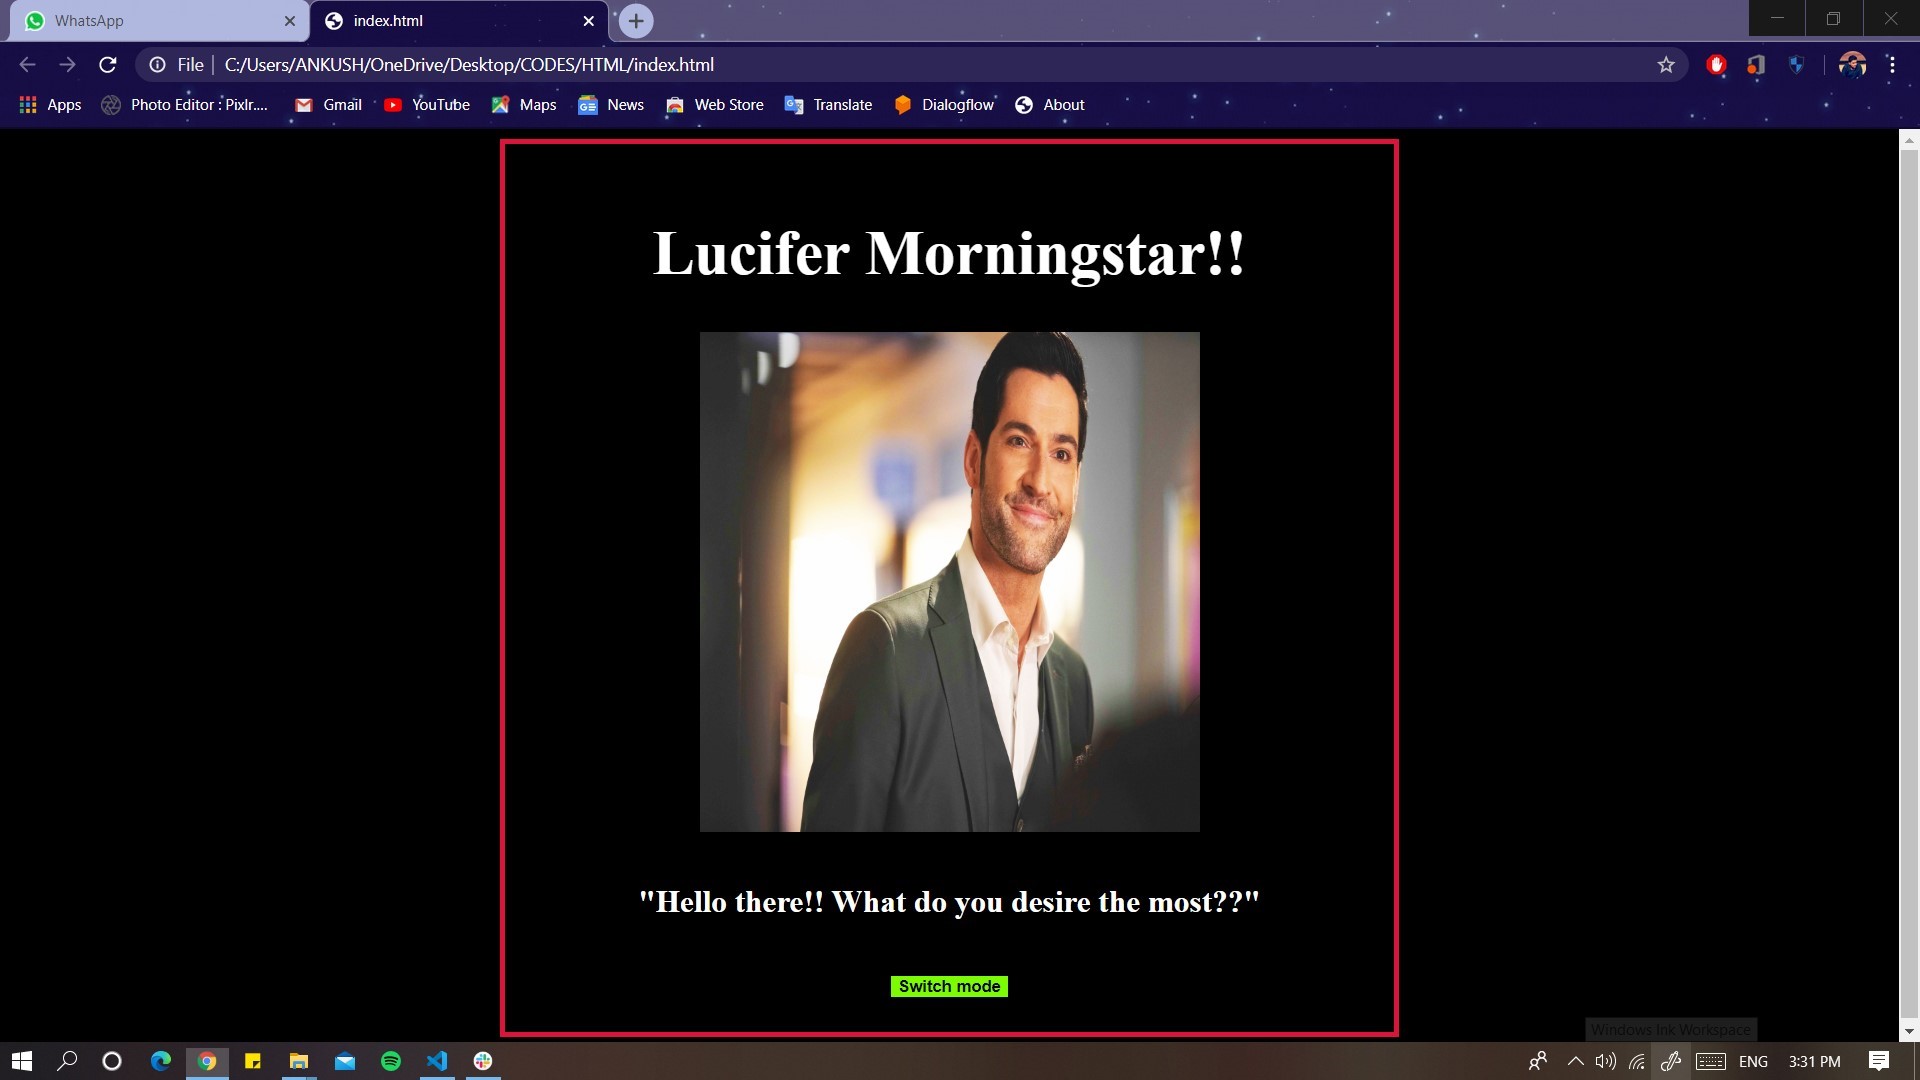 WhatsApp
index.html
File
C:/Users/ANKUSH/OneDrive/Desktop/CODES/HTML/index.html
Apps
Photo Editor : Pixlr....
Gmail
YouTube
Maps
News
Web Store
Translate
Dialogflow
About
Lucifer Morningstar!!
"Hello there!! What do you desire the most??"
Switch mode
Windows Ink Workspace
ENG
3:31 PM